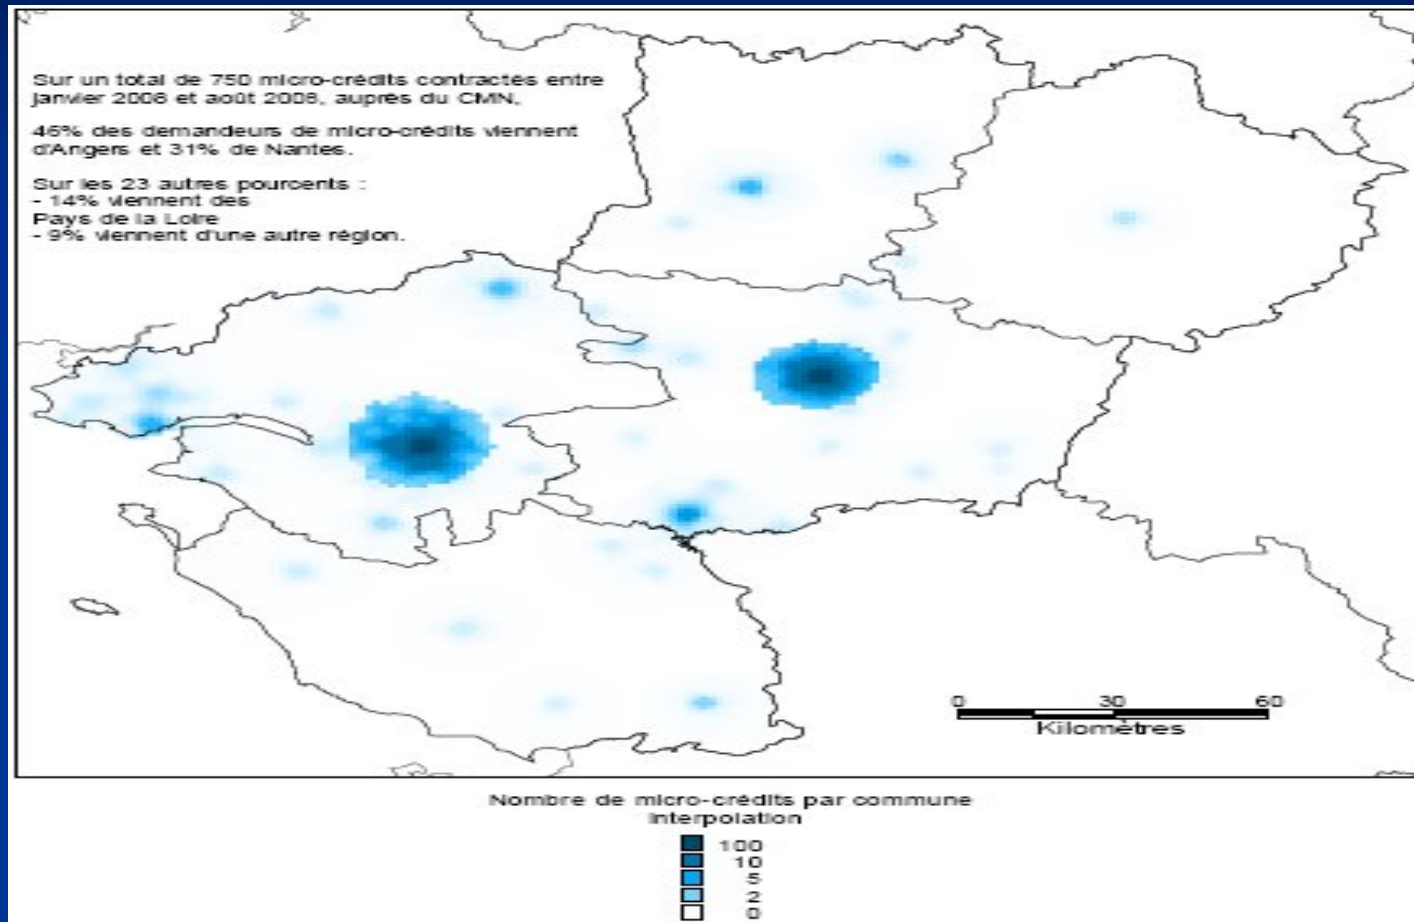 Sur un total de 750 micro-crédits contractés entre
janvier 2006 et août 2008, auprès du CMN,
46% des demandeurs de micro-crédits viennent
d'Angers et 31% de Nantes.
Sur les 23 autres pourcents :
- 14% viennent des
Pays de la Loire
- 9% viennent d'une autre région.
0 30 60
Kilomètres
Nombre de micro-crédits par commune
Interpolation
100
10
5
2
0